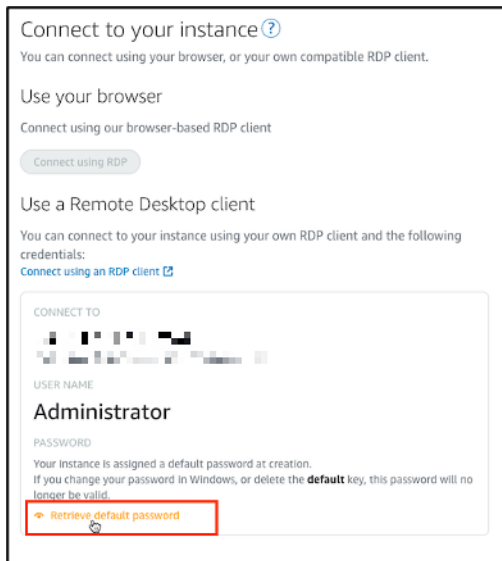 Connect to your instance ?
You can connect using your browser, or your own compatible RDP client.
Use your browser
Connect using our browser-based RDP client
Connect using RDP
Use a Remote Desktop client
You can connect to your instance using your own RDP client and the following
credentials:
Connect using an RDP client
CONNECT TO
USER NAME
Administrator
PASSWORD
Your instance is assigned a default password at creation.
If you change your password in Windows, or delete the default key, this password will no
longer be valid.
Retrieve default password